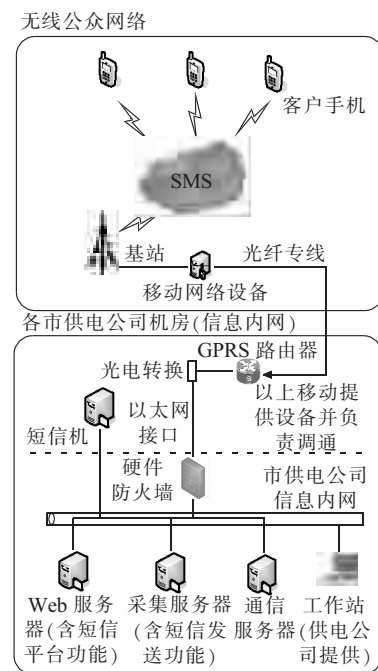 无线公众网络
客户手机
SMS
基站
光纤专线
移动网络设备
各市供电公司机房(信息内网)
GPRS 路由器
光电转换
以上移动提
供设备并负
责调通
以太网
接口
短信机
硬件
防火墙
市供电公司
信息内网
Web 服务
器(含短信
平台功能)
采集服务器
(含短信发
送功能)
通信
服务器
工作站
(供电公
司提供)